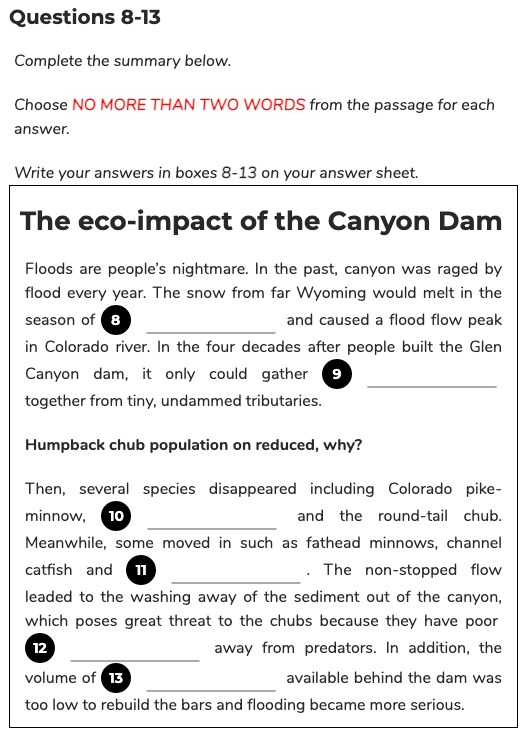 Questions 8-13
Complete the summary below.
Choose NO MORE THAN TWO WORDS from the passage for each
answer.
Write your answers in boxes 8-13 on your answer sheet.
The eco-impact of the Canyon Dam
Floods are people's nightmare. In the past, canyon was raged by
flood every year. The snow from far Wyoming would melt in the
season of 8 ____ and caused a flood flow peak
in Colorado river. In the four decades after people built the Glen
Canyon dam, it only could gather 9 ____
together from tiny, undammed tributaries.
Humpback chub population on reduced, why?
Then, several species disappeared including Colorado pike-
minnow, 10 ____ and the round-tail chub.
Meanwhile, some moved in such as fathead minnows, channel
catfish and 11 ____ . The non-stopped flow
leaded to the washing away of the sediment out of the canyon,
which poses great threat to the chubs because they have poor
12 ____ away from predators. In addition, the
volume of 13 ____ available behind the dam was
too low to rebuild the bars and flooding became more serious.